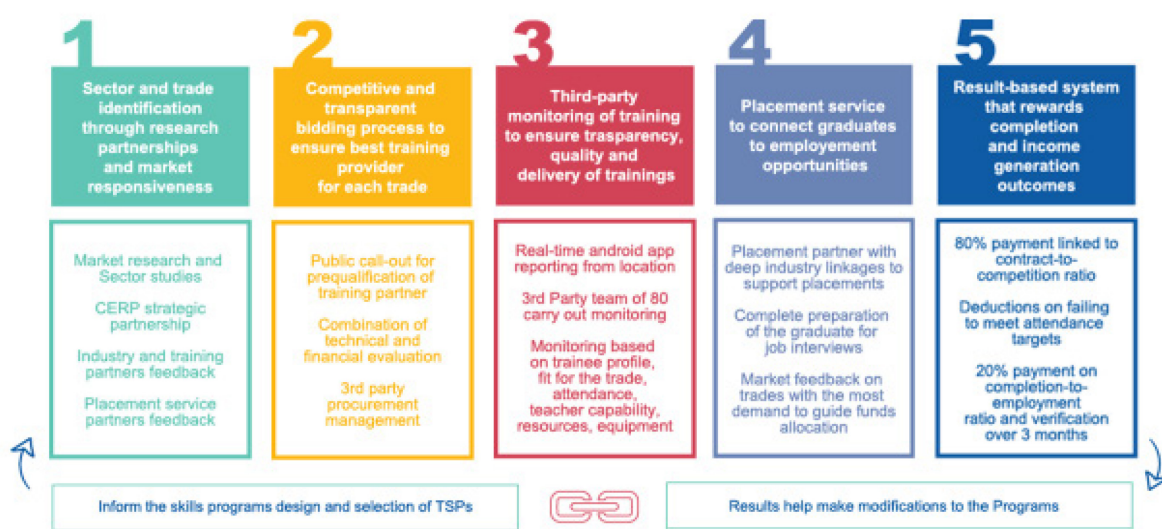 1
Sector and trade
identification
through research
partnerships
and market
responsiveness
Market research and
Sector studies
CERP strategic
partnership
Industry and training
partners feedback
Placement service
partners feedback
2
Competitive and
transparent
bidding process to
ensure best training
provider
for each trade
Public call-out for
prequalification of
training partner
Combination of
technical and
financial evaluation
3rd party
procurement
management
3
Third-party
monitoring of training
to ensure trasparency,
quality and
delivery of trainings
Real-time android app
reporting from location
3rd Party team of 80
carry out monitoring
Monitoring based
on trainee profile,
fit for the trade,
attendance,
teacher capability,
resources, equipment
4
Placement service
to connect graduates
to employement
opportunities
Placement partner with
deep industry linkages to
support placements
Complete preparation
of the graduate for
job interviews
Market feedback on
trades with the most
demand to guide funds
allocation
5
Result-based system
that rewards
completion
and income
generation
outcomes
80% payment linked to
contract-to-
competition ratio
Deductions on failing
to meet attendance
targets
20% payment on
completion-to-
employment
ratio and verification
over 3 months
Inform the skills programs design and selection of TSPs
Results help make modifications to the Programs